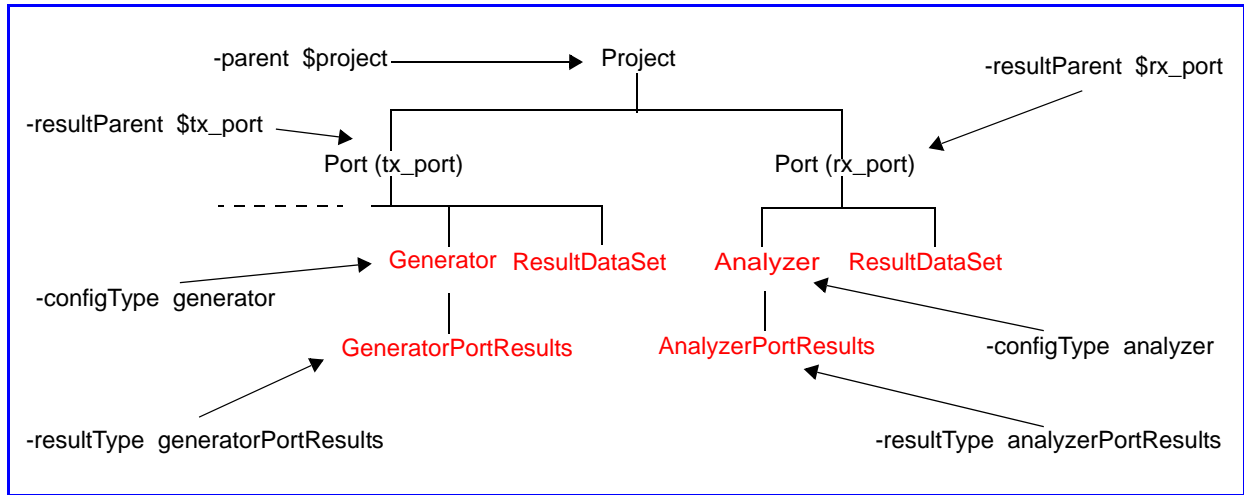 -parent $project
Project
-resultParent $rx_port
-resultParent $tx_port
Port (tx_port)
Port (rx_port)
Generator
ResultDataSet
Analyzer
ResultDataSet
-configType generator
GeneratorPortResults
AnalyzerPortResults
-configType analyzer
-resultType generatorPortResults
-resultType analyzerPortResults